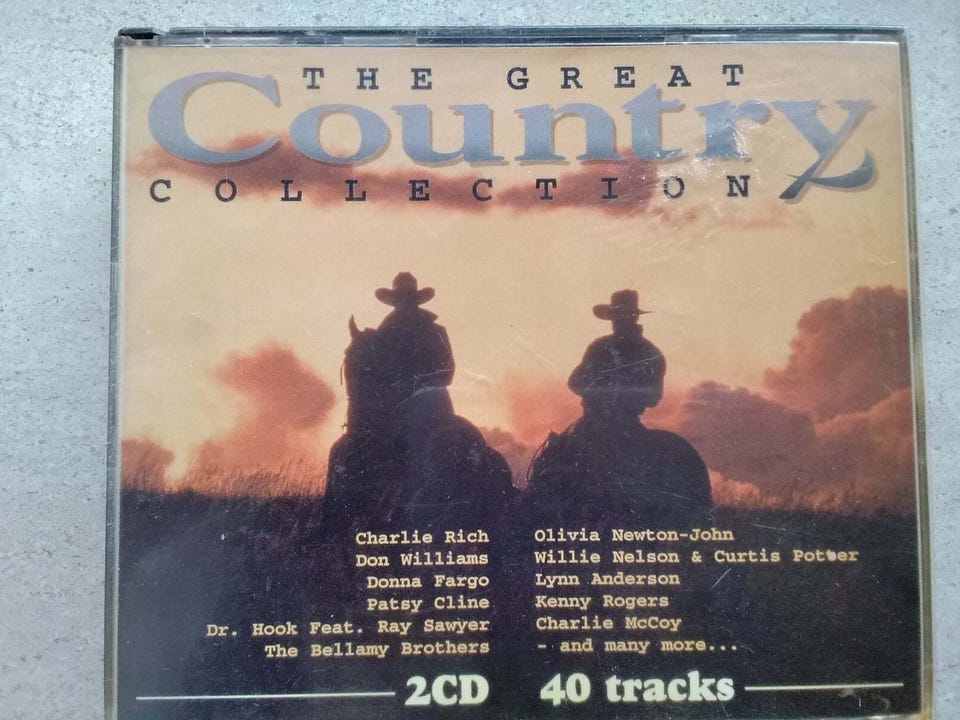 THE GREAT
Country
COLLECTION
Charlie Rich
Don Williams
Donna Fargo
Patsy Cline
Dr. Hook Feat. Ray Sawyer
The Bellamy Brothers
Olivia Newton-John
Willie Nelson & Curtis Potter
Lynn Anderson
Kenny Rogers
Charlie McCoy
- and many more...
2CD 40 tracks